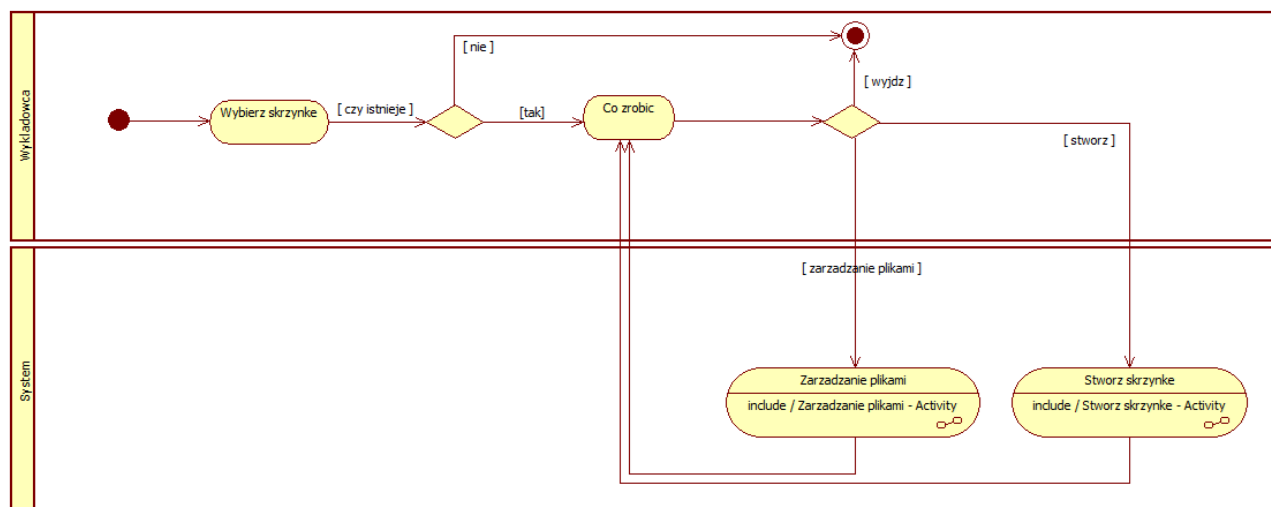 Wykladowca
[ nie ]
[ wyjdz ]
Wybierz skrzynke
[ czy istnieje ]
[tak]
Co zrobic
[ stworz ]
System
[ zarzadzanie plikami ]
Zarzadzanie plikami
include / Zarzadzanie plikami - Activity
Stworz skrzynke
include / Stworz skrzynke - Activity